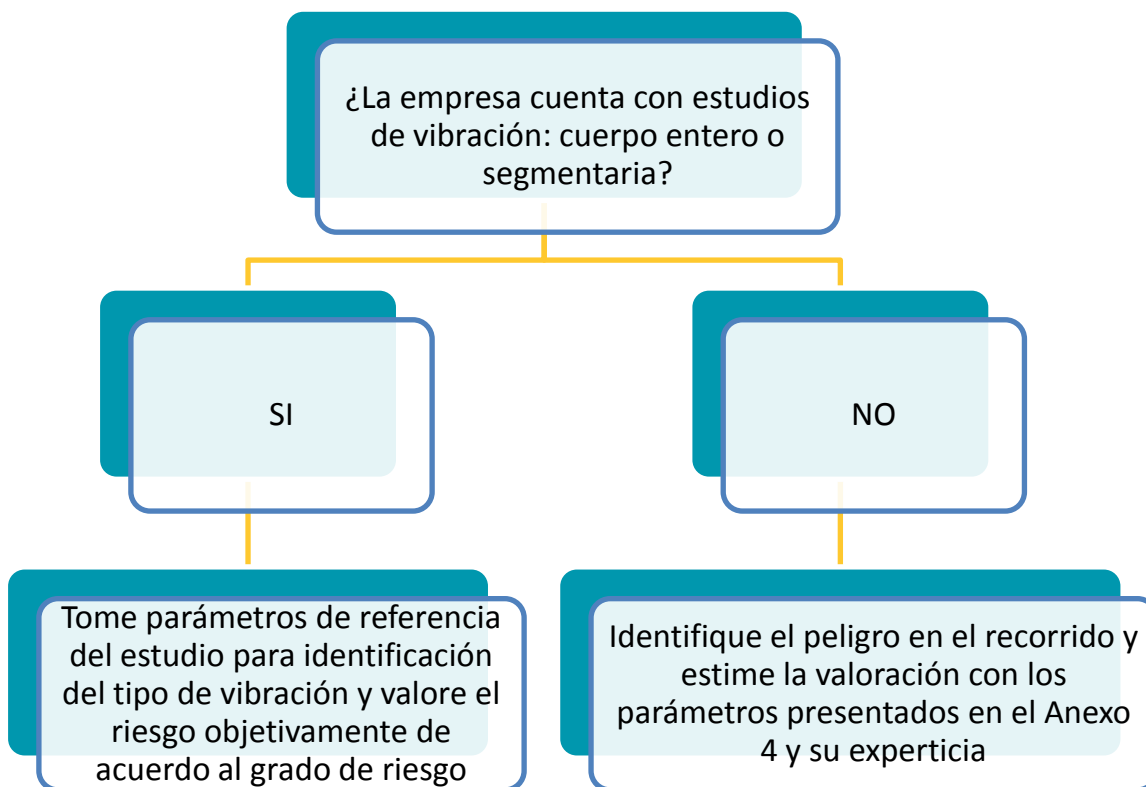 ¿La empresa cuenta con estudios
de vibración: cuerpo entero o
segmentaria?
SI
NO
Tome parámetros de referencia
del estudio para identificación
del tipo de vibración y valore el
riesgo objetivamente de
acuerdo al grado de riesgo
Identifique el peligro en el recorrido y
estime la valoración con los
parámetros presentados en el Anexo
4 y su experticia